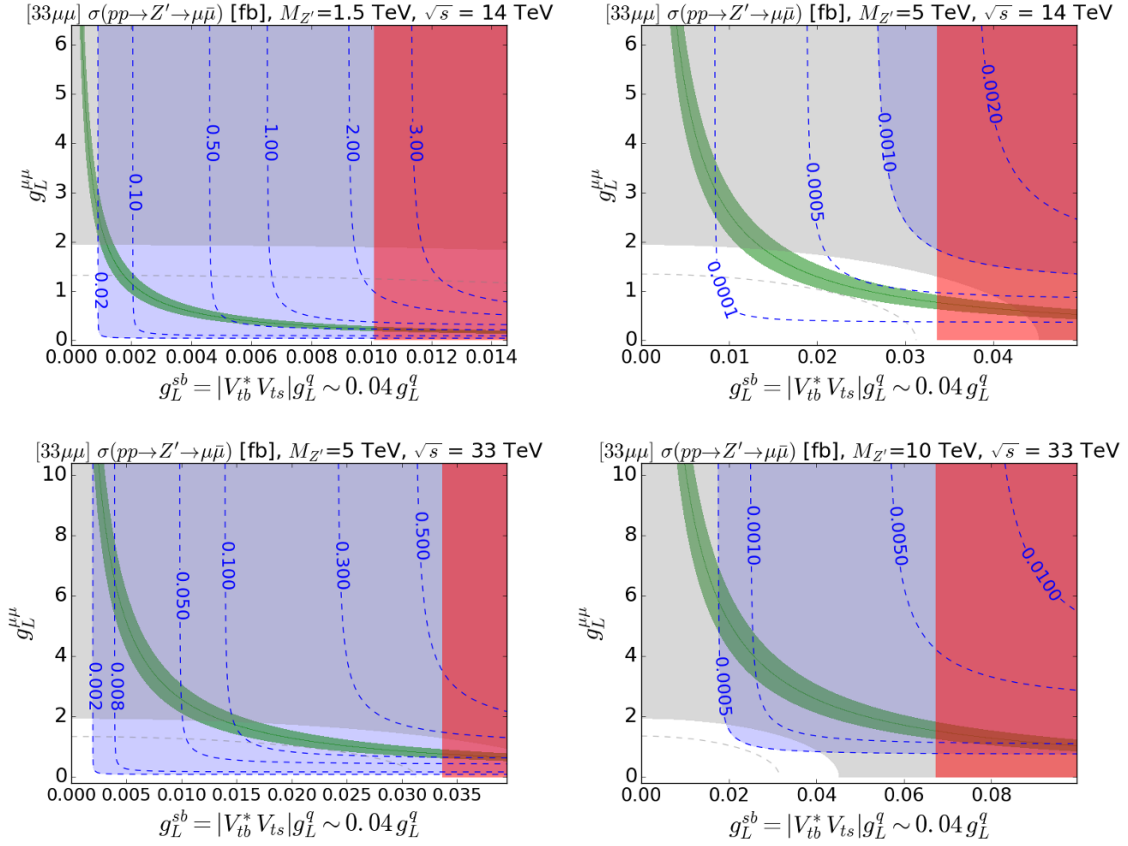 [33μμ] σ(pp→Z′→μμ̄) [fb], M_Z′=1.5 TeV, √s = 14 TeV
g_L^μμ
6
5
4
3
2
1
0
0.02
0.10
0.50
1.00
2.00
3.00
0.000 0.002 0.004 0.006 0.008 0.010 0.012 0.014
g_L^sb = |V_tb^* V_ts| g_L^q ∼ 0.04 g_L^q
[33μμ] σ(pp→Z′→μμ̄) [fb], M_Z′=5 TeV, √s = 14 TeV
g_L^μμ
6
5
4
3
2
1
0
0.0001
0.0005
0.0010
0.0020
0.00 0.01 0.02 0.03 0.04
g_L^sb = |V_tb^* V_ts| g_L^q ∼ 0.04 g_L^q
[33μμ] σ(pp→Z′→μμ̄) [fb], M_Z′=5 TeV, √s = 33 TeV
g_L^μμ
10
8
6
4
2
0
0.002
0.008
0.050
0.100
0.300
0.500
0.000 0.005 0.010 0.015 0.020 0.025 0.030 0.035
g_L^sb = |V_tb^* V_ts| g_L^q ∼ 0.04 g_L^q
[33μμ] σ(pp→Z′→μμ̄) [fb], M_Z′=10 TeV, √s = 33 TeV
g_L^μμ
10
8
6
4
2
0
0.0005
0.0010
0.0050
0.0100
0.00 0.02 0.04 0.06 0.08
g_L^sb = |V_tb^* V_ts| g_L^q ∼ 0.04 g_L^q